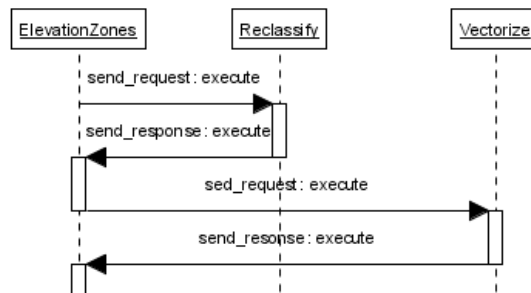 ElevationZones
Reclassify
Vectorize
send_request : execute
send_response : execute
sed_request : execute
send_resonse : execute